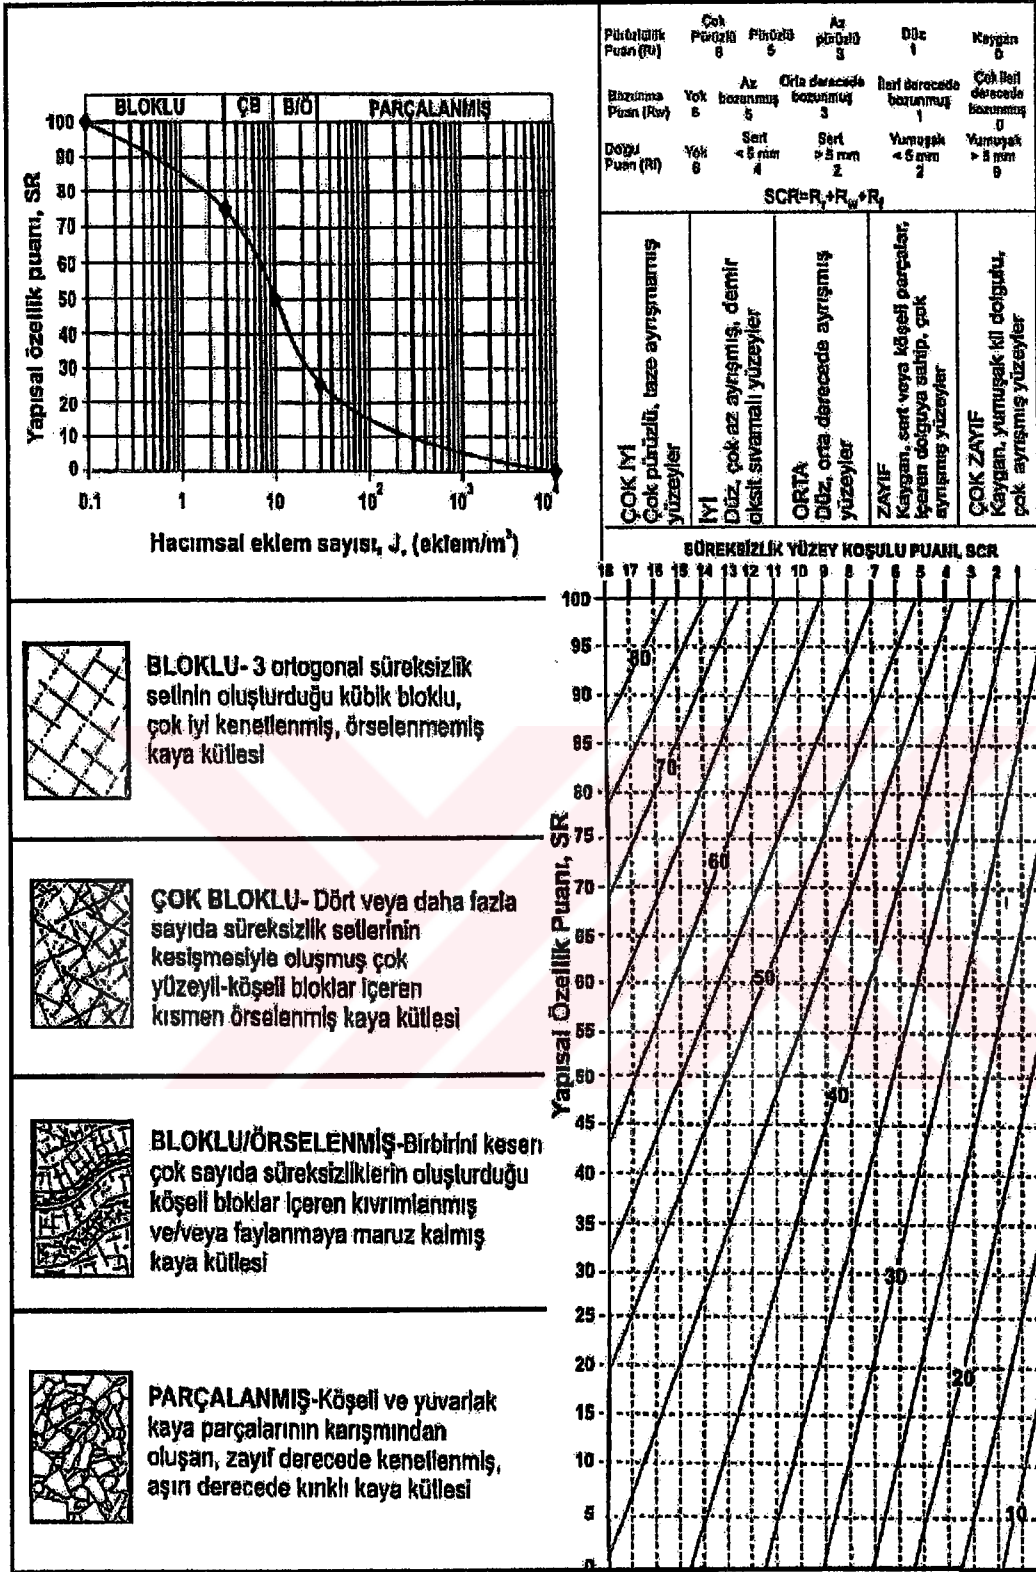 BLOKLU ÇB B/Ö PARÇALANMIŞ
Yapısal özellik puanı, SR
100
90
80
70
60
50
40
30
20
10
0
0.1 1 10 10² 10³ 10
Hacımsal eklem sayısı, J, (eklem/m³)
Pürüzlülük Puanı (Rr)
Çok Pürüzlü 6
Pürüzlü 5
Az pürüzlü 3
Düz 1
Kaygan 0
Bozunma Puanı (Rw)
Yok 6
Az bozunmuş 5
Orta derecede bozunmuş 3
İleri derecede bozunmuş 1
Çok ileri derecede bozunmuş 0
Dolgu Puanı (Rf)
Yok 6
Sert < 5 mm 4
Sert > 5 mm 2
Yumuşak < 5 mm 2
Yumuşak > 5 mm 0
SCR=Rr+Rw+Rf
ÇOK İYİ
Çok pürüzlü, taze ayrışmamış
yüzeyler
İYİ
Düz, çok az ayrışmış, demir
oksit sıvamalı yüzeyler
ORTA
Düz, orta derecede ayrışmış
yüzeyler
ZAYIF
Kaygan, sert veya köşeli parçalar,
içeren dolguya sahip, çok
ayrışmış yüzeyler
ÇOK ZAYIF
Kaygan, yumuşak kil dolgulu,
çok ayrışmış yüzeyler
SÜREKSİZLİK YÜZEY KOŞULU PUANI, SCR
18 17 16 15 14 13 12 11 10 9 8 7 6 5 4 3 2 1
Yapısal Özellik Puanı, SR
100
95
90
85
80
75
70
65
60
55
50
45
40
35
30
25
20
15
10
5
0
80
70
60
50
40
30
20
10
BLOKLU- 3 ortogonal süreksizlik
setinin oluşturduğu kübik bloklu,
çok iyi kenetlenmiş, örselenmemiş
kaya kütlesi
ÇOK BLOKLU- Dört veya daha fazla
sayıda süreksizlik setlerinin
kesişmesiyle oluşmuş çok
yüzeyli-köşeli bloklar içeren
kısmen örselenmiş kaya kütlesi
BLOKLU/ÖRSELENMİŞ-Birbirini kesen
çok sayıda süreksizliklerin oluşturduğu
köşeli bloklar içeren kıvrımlanmış
ve/veya faylanmaya maruz kalmış
kaya kütlesi
PARÇALANMIŞ-Köşeli ve yuvarlak
kaya parçalarının karışmından
oluşan, zayıf derecede kenetlenmiş,
aşırı derecede kırıklı kaya kütlesi